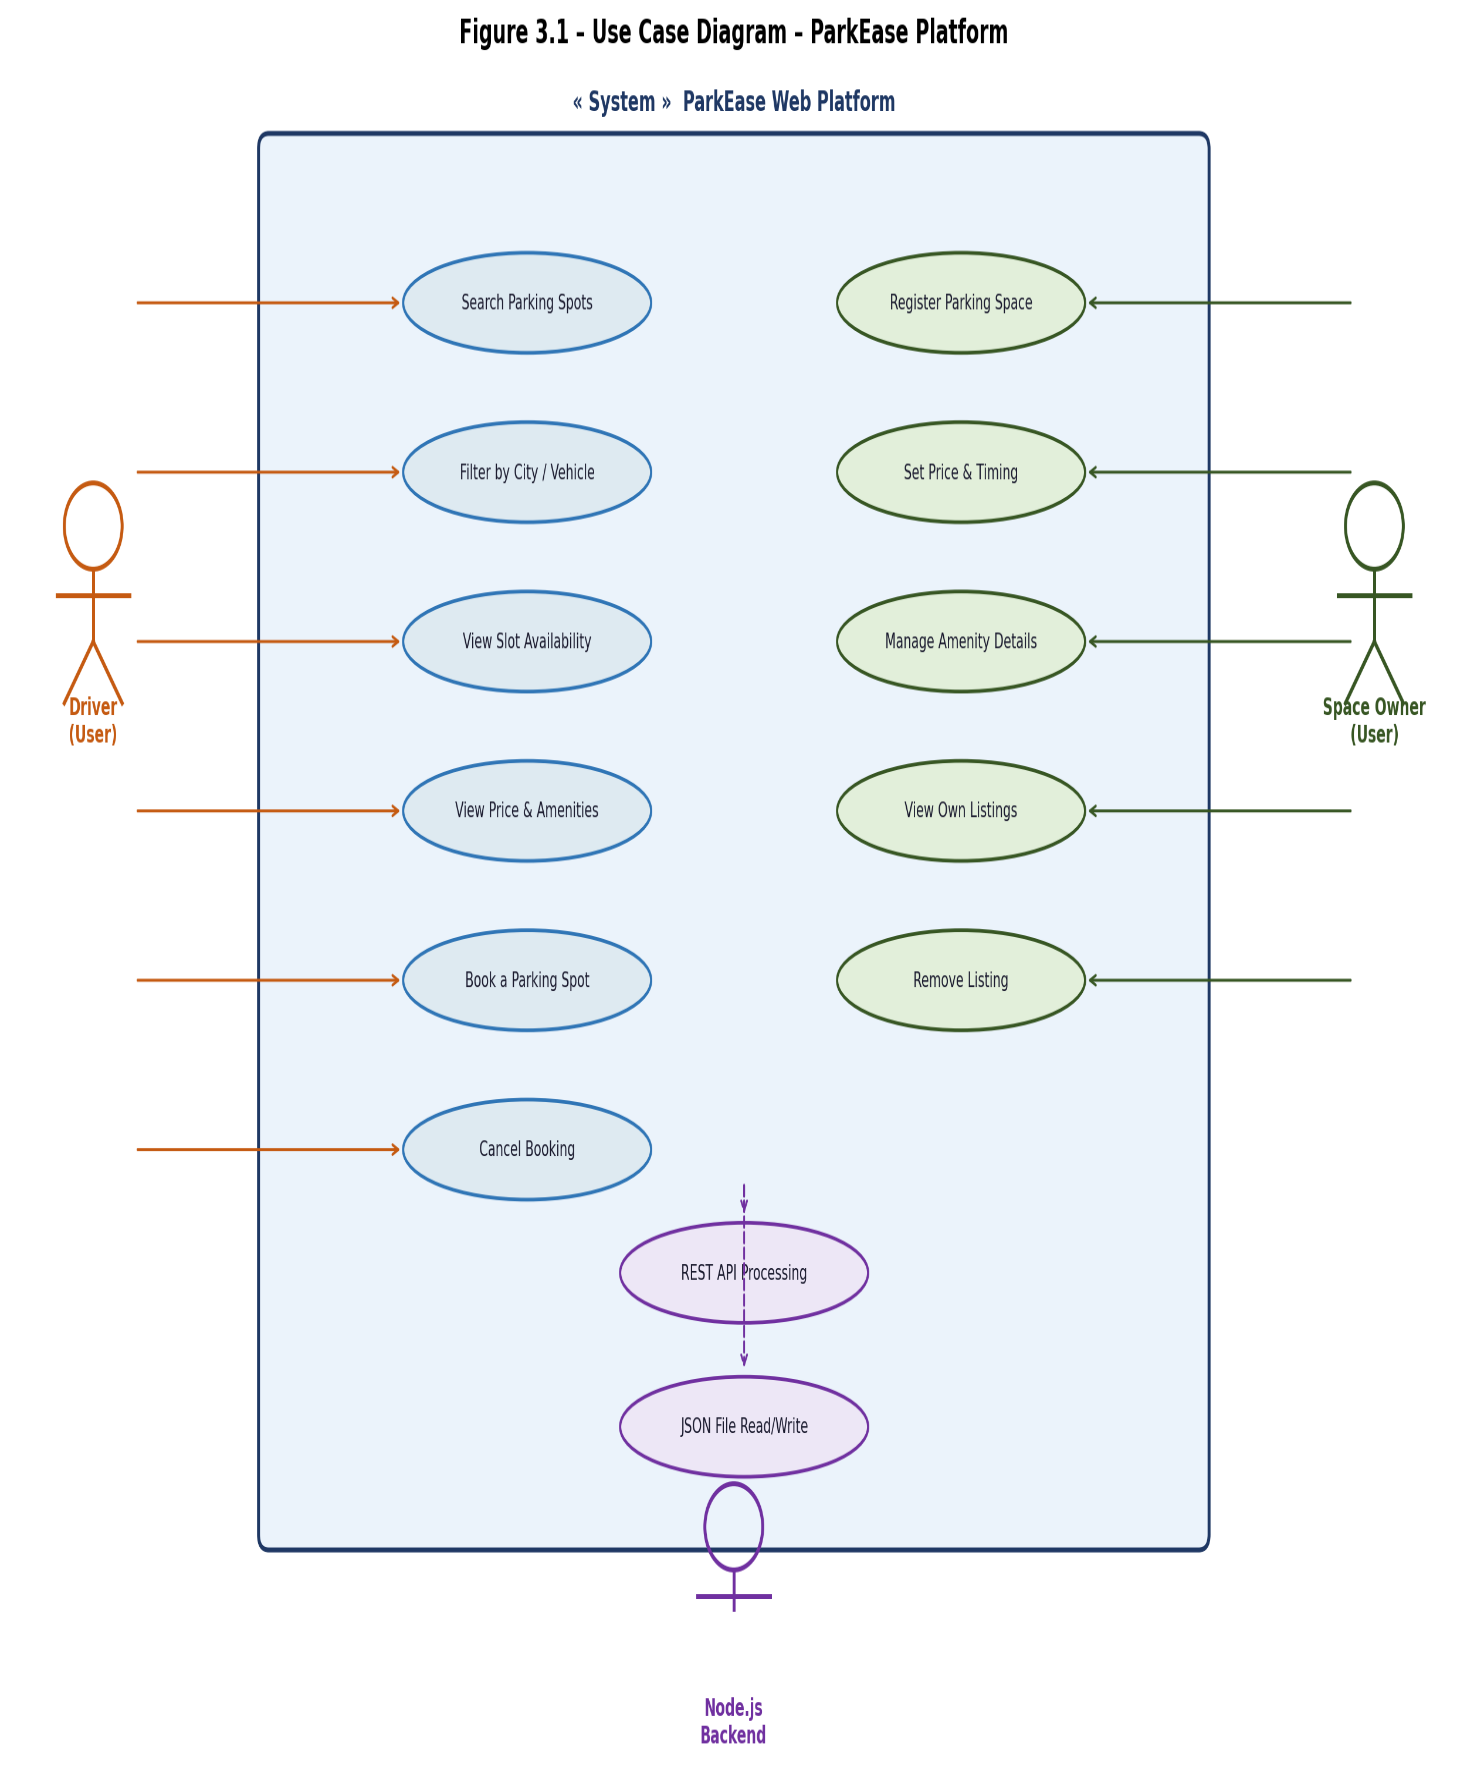 Figure 3.1 – Use Case Diagram – ParkEase Platform
« System »  ParkEase Web Platform
Search Parking Spots
Register Parking Space
Filter by City / Vehicle
Set Price & Timing
View Slot Availability
Manage Amenity Details
Driver
(User)
Space Owner
(User)
View Price & Amenities
View Own Listings
Book a Parking Spot
Remove Listing
Cancel Booking
REST API Processing
JSON File Read/Write
Node.js
Backend